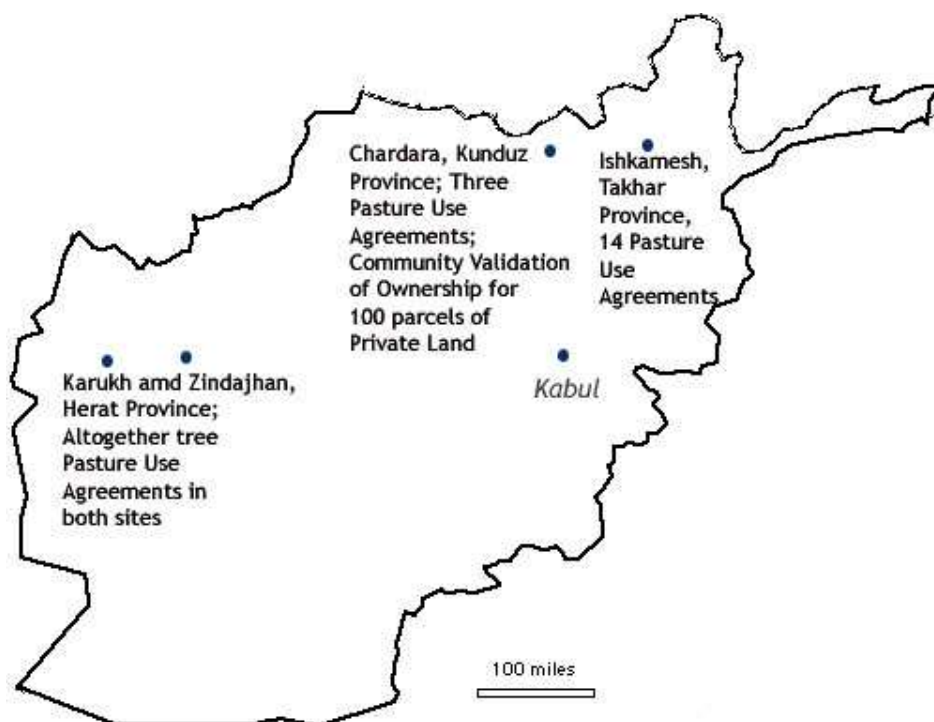 Chardara, Kunduz
Province; Three
Pasture Use
Agreements;
Community Validation
of Ownership for
100 parcels of
Private Land
Ishkamesh,
Takhar
Province,
14 Pasture
Use
Agreements
Kabul
Karukh amd Zindajhan,
Herat Province;
Altogether tree
Pasture Use
Agreements in
both sites
100 miles